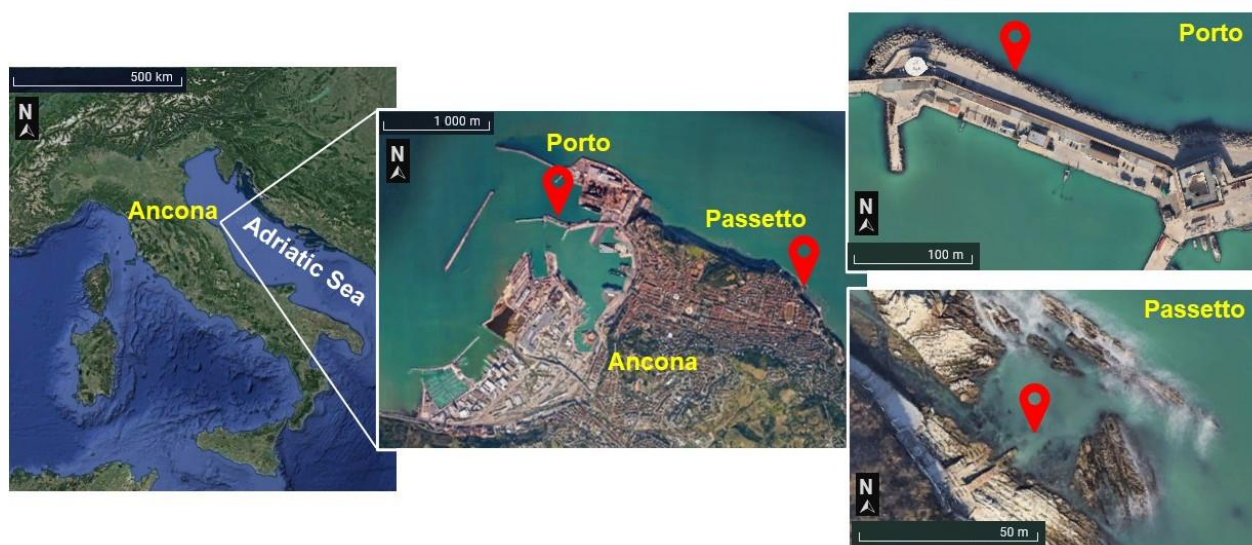 500 km
N
Ancona
Adriatic Sea
1 000 m
N
Porto
Passetto
Ancona
Porto
N
100 m
Passetto
N
50 m